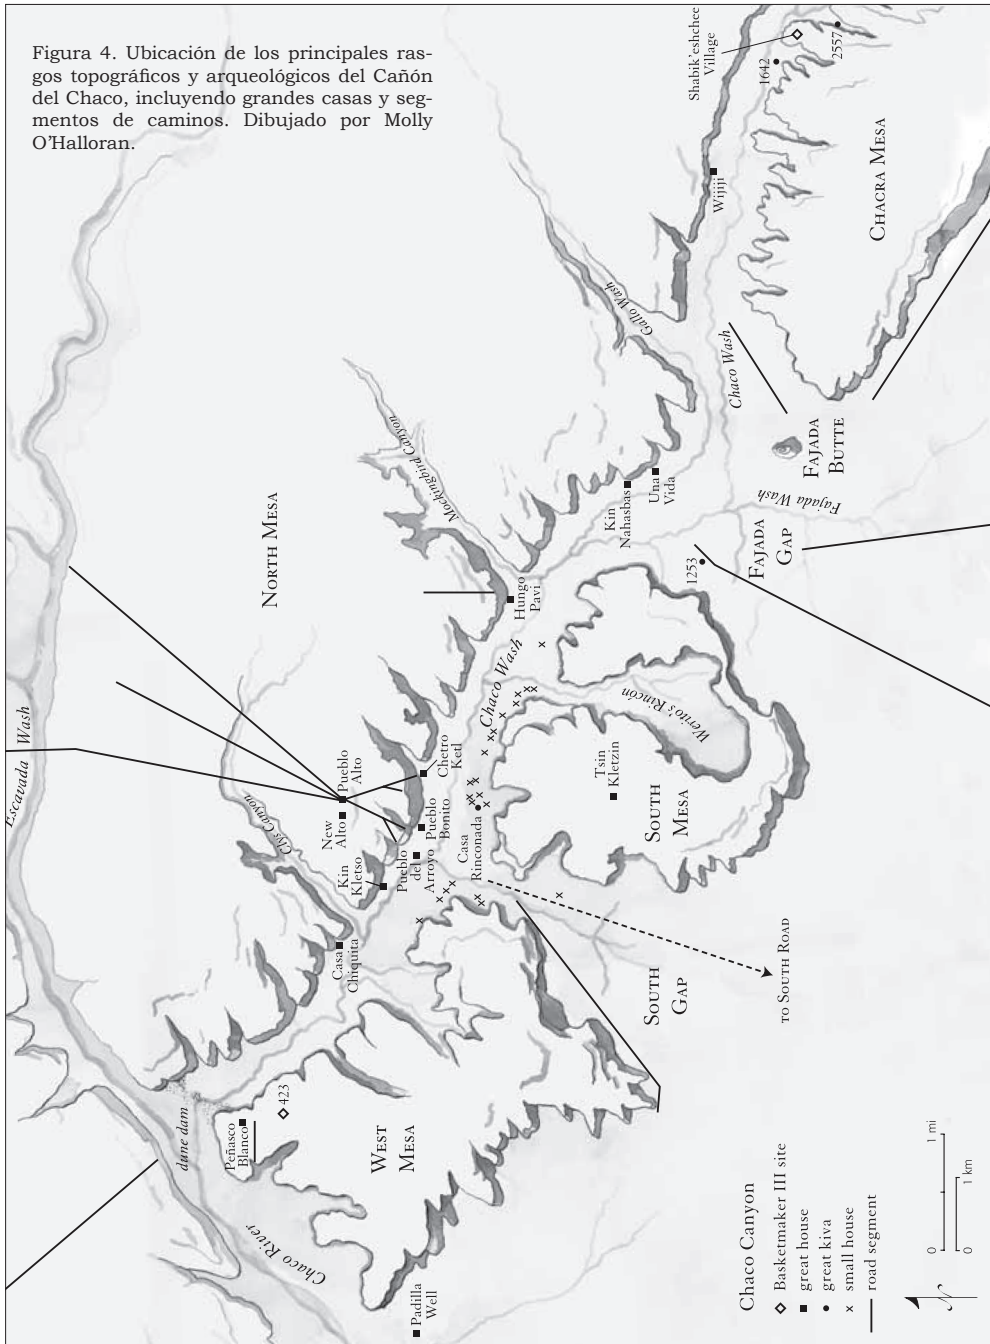 Figura 4. Ubicación de los principales ras-
gos topográficos y arqueológicos del Cañón
del Chaco, incluyendo grandes casas y seg-
mentos de caminos. Dibujado por Molly
O’Halloran.
Escavada Wash
NORTH MESA
Mockingbird Canyon
Gallo Wash
Shabik’eshchee
Village
1642
2557
Wijiji
CHACRA MESA
Chaco Wash
FAJADA
BUTTE
Fajada Wash
FAJADA
GAP
1253
Una
Vida
Kin
Nahasbas
Hungo
Pavi
Chaco Wash
Werito's Rincón
Tsin
Kletzin
SOUTH
MESA
Chetro
Ketl
Pueblo
Alto
New
Alto
Pueblo
Bonito
Casa
Rinconada
Pueblo
del
Arroyo
Kin
Kletso
Clys Canyon
Casa
Chiquita
SOUTH
GAP
TO SOUTH ROAD
dune dam
423
Peñasco
Blanco
WEST
MESA
Chaco River
Padilla
Well
Chaco Canyon
Basketmaker III site
great house
great kiva
small house
road segment
0 1 mi
0 1 km
N